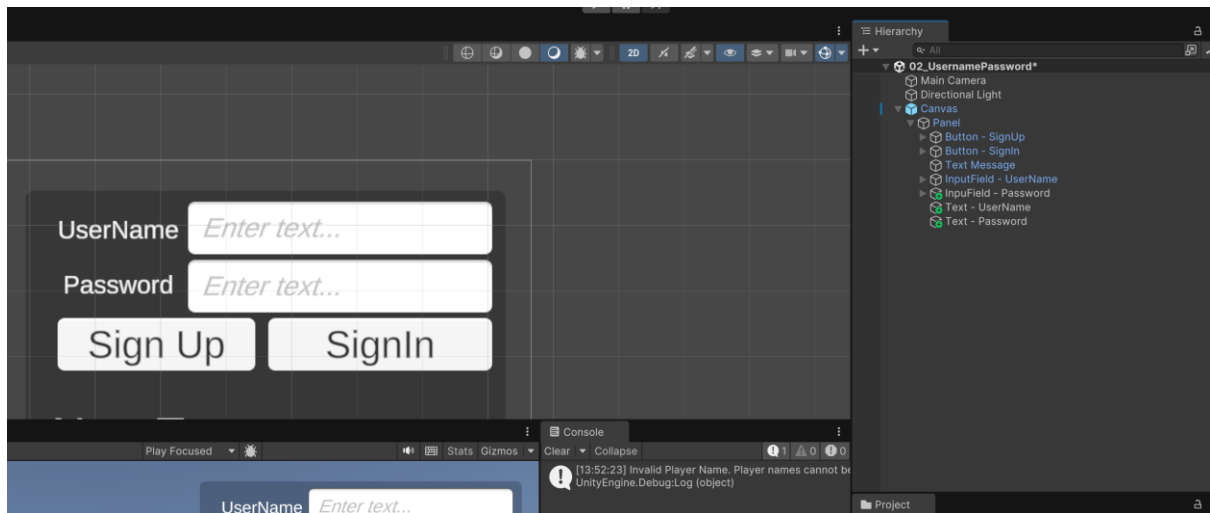 Hierarchy
All
2D
02_UsernamePassword*
Main Camera
Directional Light
Canvas
Panel
Button - SignUp
Button - SignIn
Text Message
InputField - UserName
InpuField - Password
Text - UserName
Text - Password
UserName Enter text...
Password Enter text...
Sign Up SignIn
Console
Play Focused Stats Gizmos Clear Collapse 1 0 0
[13:52:23] Invalid Player Name. Player names cannot be
UnityEngine.Debug:Log (object)
UserName Enter text...
Project